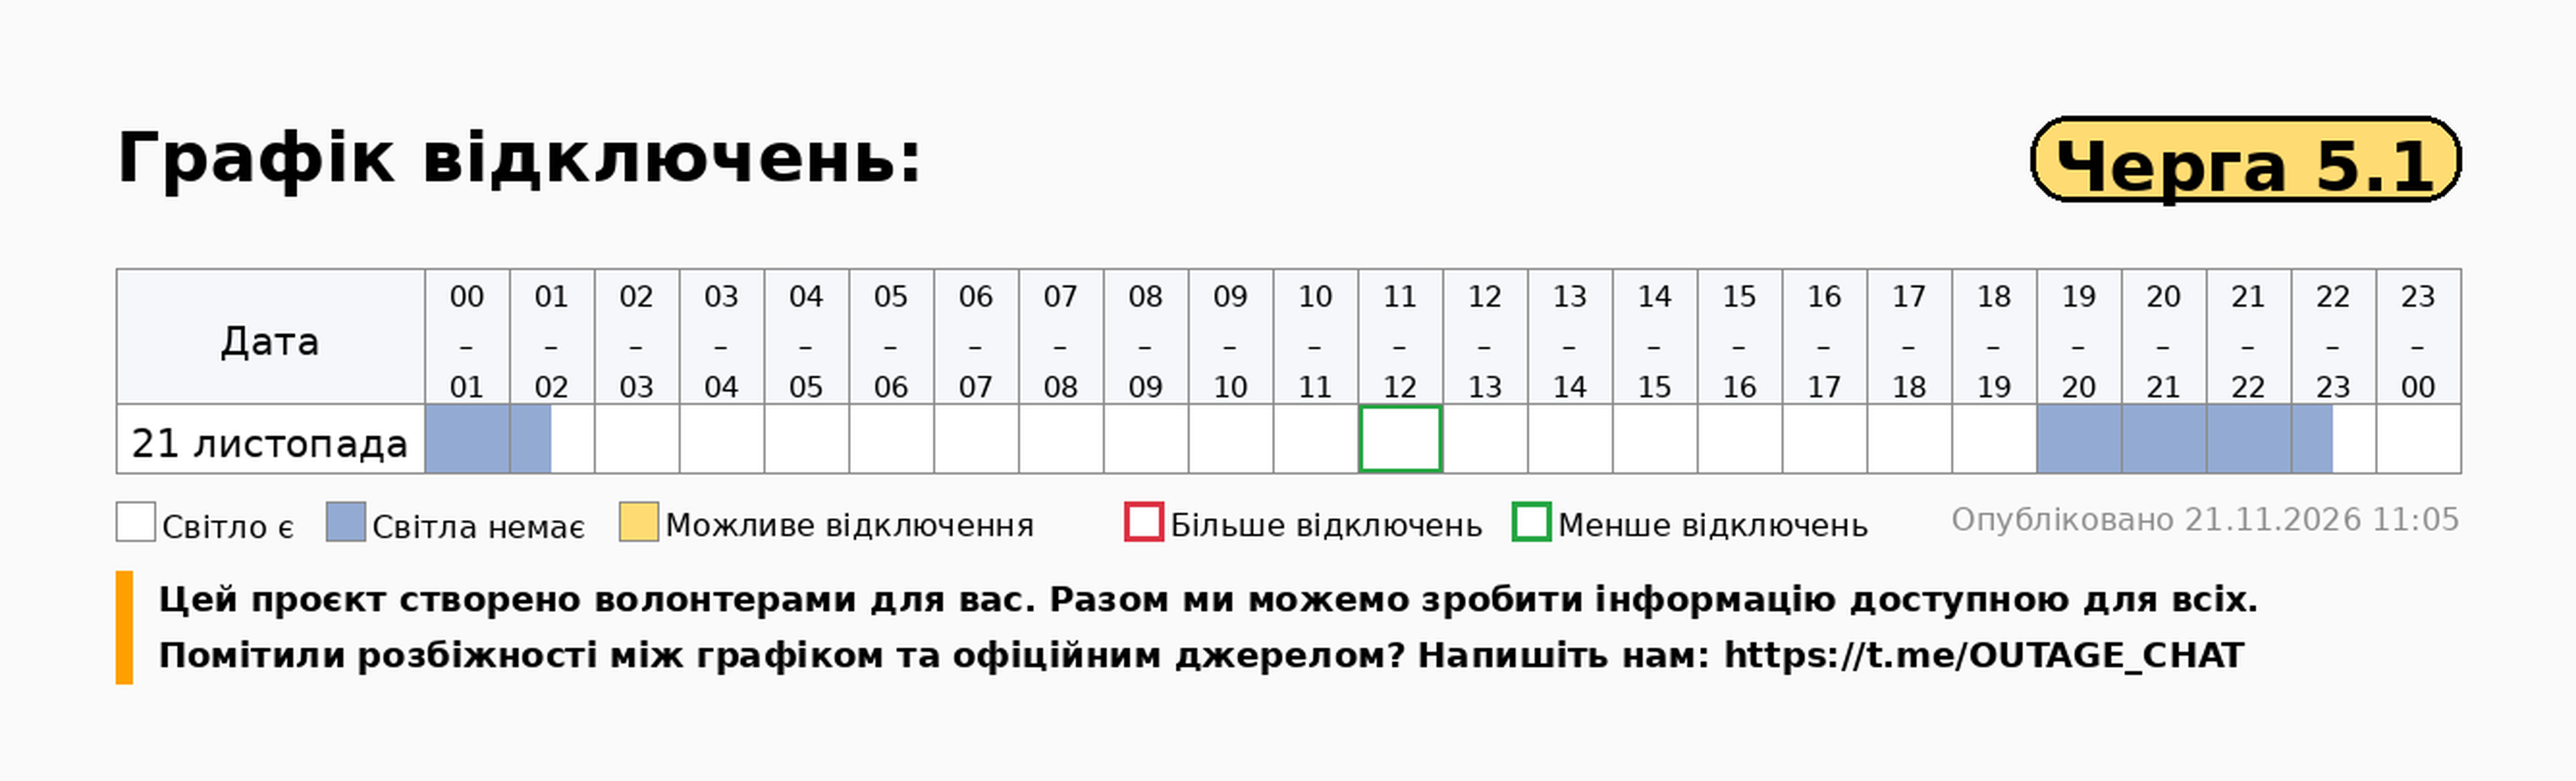 Графік відключень:
Черга 5.1
Дата
00 – 01
01 – 02
02 – 03
03 – 04
04 – 05
05 – 06
06 – 07
07 – 08
08 – 09
09 – 10
10 – 11
11 – 12
12 – 13
13 – 14
14 – 15
15 – 16
16 – 17
17 – 18
18 – 19
19 – 20
20 – 21
21 – 22
22 – 23
23 – 00
21 листопада
Світло є
Світла немає
Можливе відключення
Більше відключень
Менше відключень
Опубліковано 21.11.2026 11:05
Цей проєкт створено волонтерами для вас. Разом ми можемо зробити інформацію доступною для всіх.
Помітили розбіжності між графіком та офіційним джерелом? Напишіть нам: https://t.me/OUTAGE_CHAT